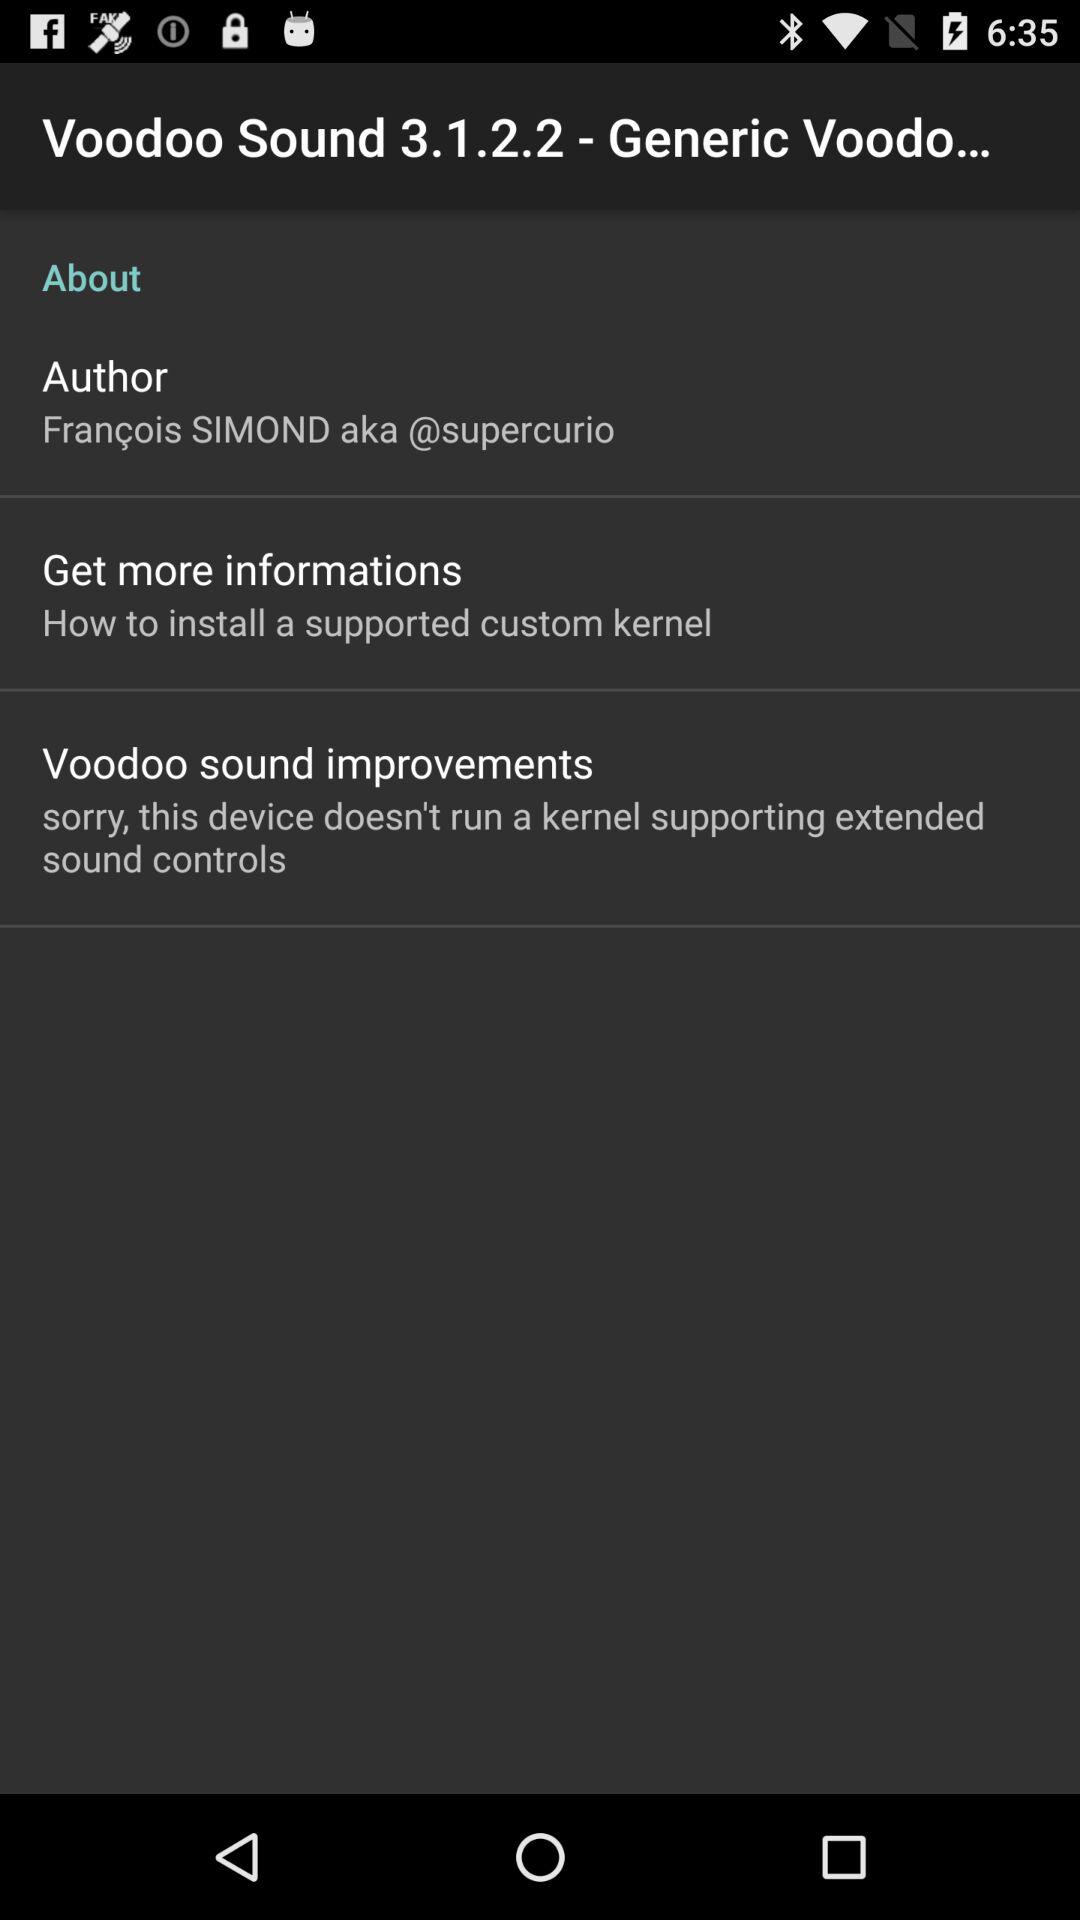 FAKE
6:35
Voodoo Sound 3.1.2.2 - Generic Voodo...
About
Author
François SIMOND aka @supercurio
Get more informations
How to install a supported custom kernel
Voodoo sound improvements
sorry, this device doesn't run a kernel supporting extended
sound controls